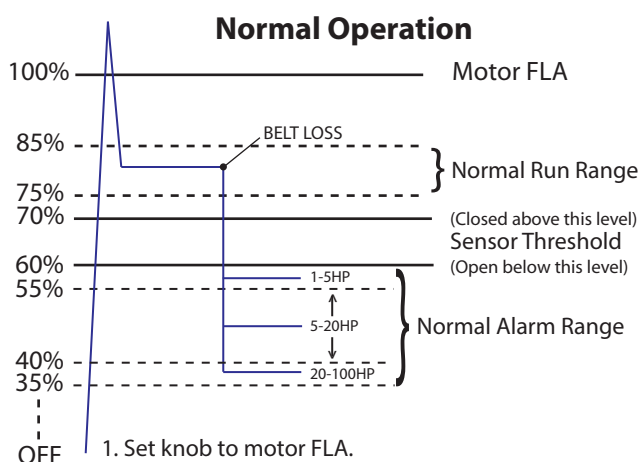 Normal Operation
100%
Motor FLA
85%
BELT LOSS
Normal Run Range
75%
70%
(Closed above this level)
Sensor Threshold
60%
(Open below this level)
1-5HP
55%
5-20HP
Normal Alarm Range
40%
20-100HP
35%
OFF
1. Set knob to motor FLA.